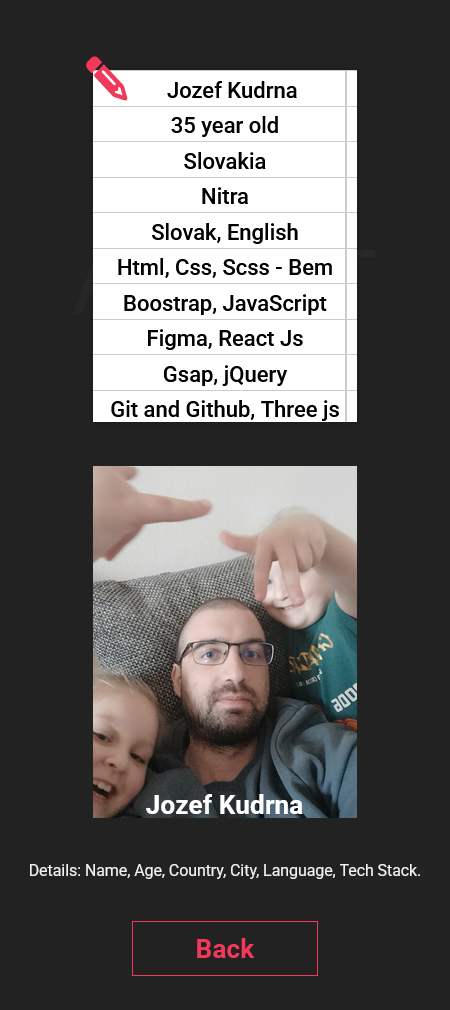 Jozef Kudrna
35 year old
Slovakia
Nitra
Slovak, English
Html, Css, Scss - Bem
Boostrap, JavaScript
Figma, React Js
Gsap, jQuery
Git and Github, Three js
Jozef Kudrna
Details: Name, Age, Country, City, Language, Tech Stack.
Back